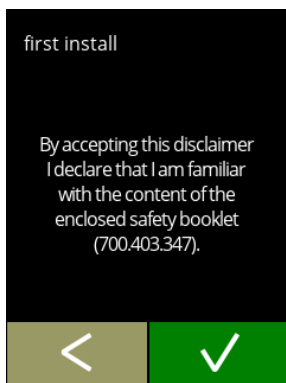 first install
By accepting this disclaimer
I declare that I am familiar
with the content of the
enclosed safety booklet
(700.403.347).